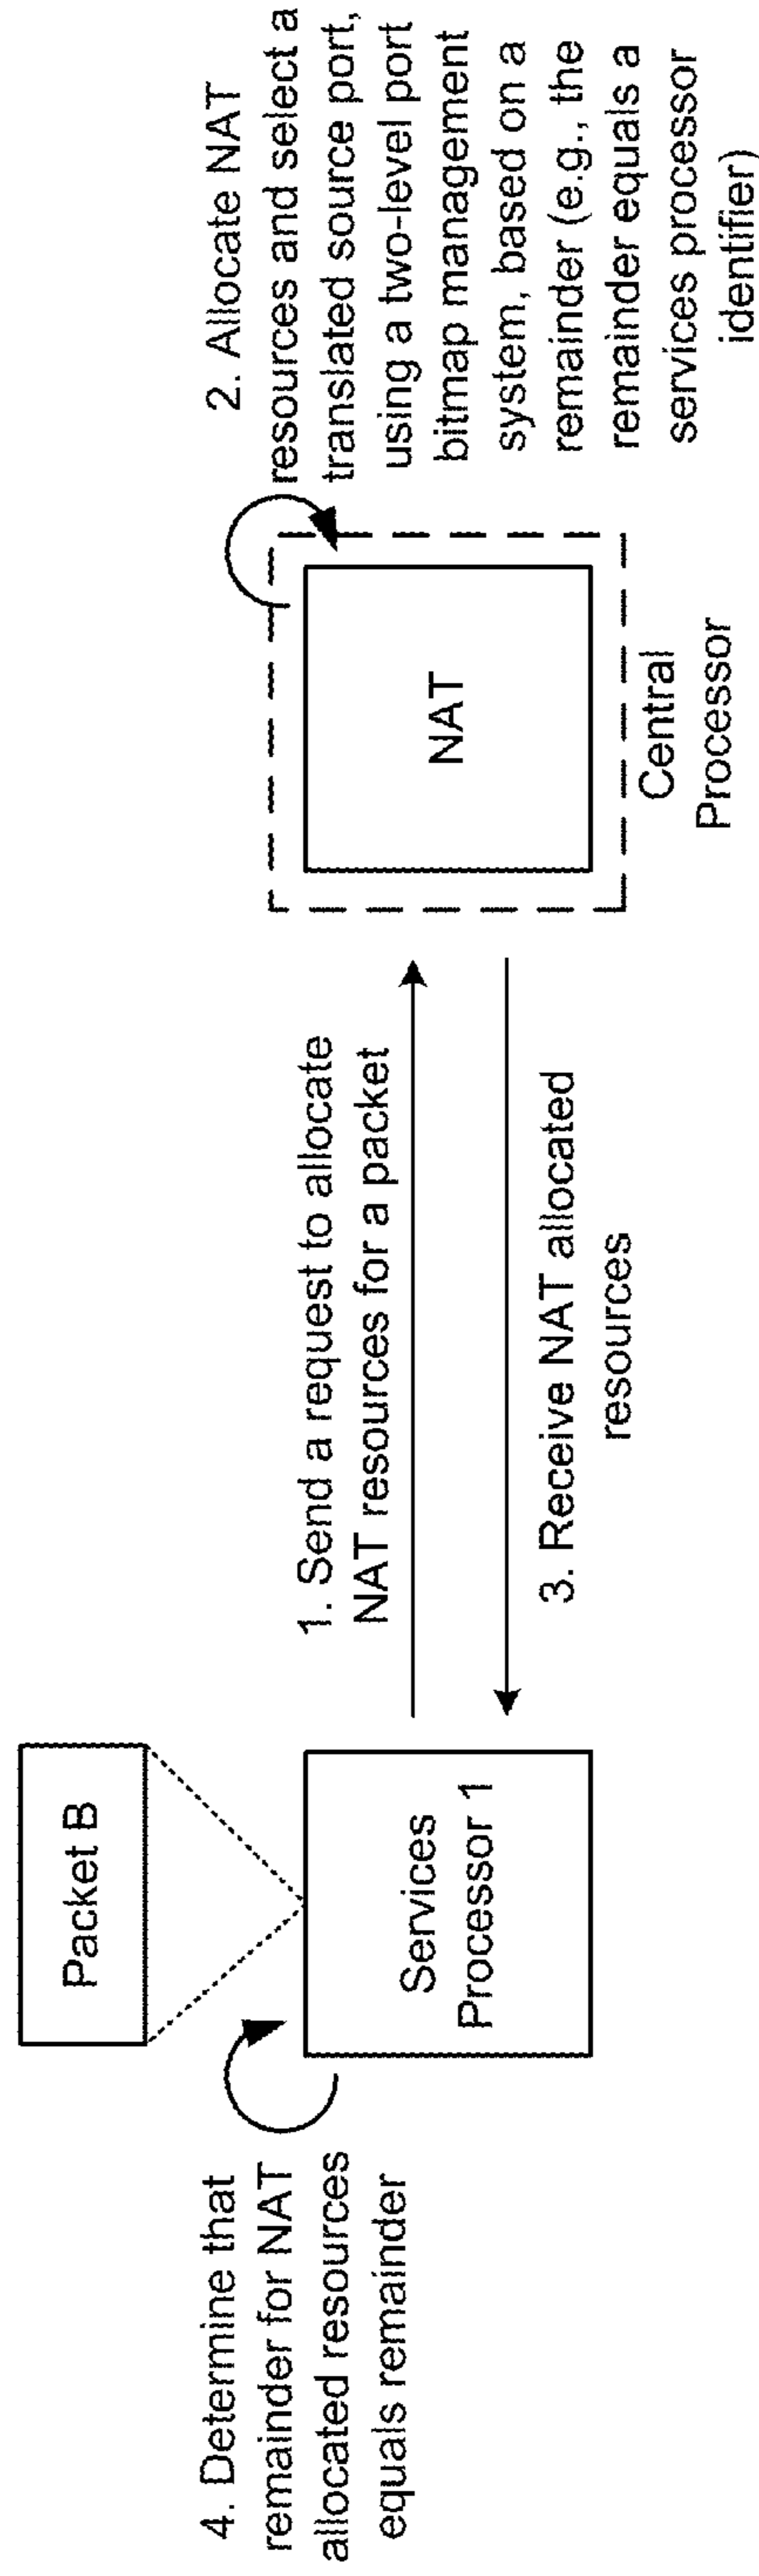 Packet B
4. Determine that
remainder for NAT
allocated resources
equals remainder
Services
Processor 1
1. Send a request to allocate
NAT resources for a packet
3. Receive NAT allocated
resources
NAT
Central
Processor
2. Allocate NAT
resources and select a
translated source port,
using a two-level port
bitmap management
system, based on a
remainder (e.g., the
remainder equals a
services processor
identifier)